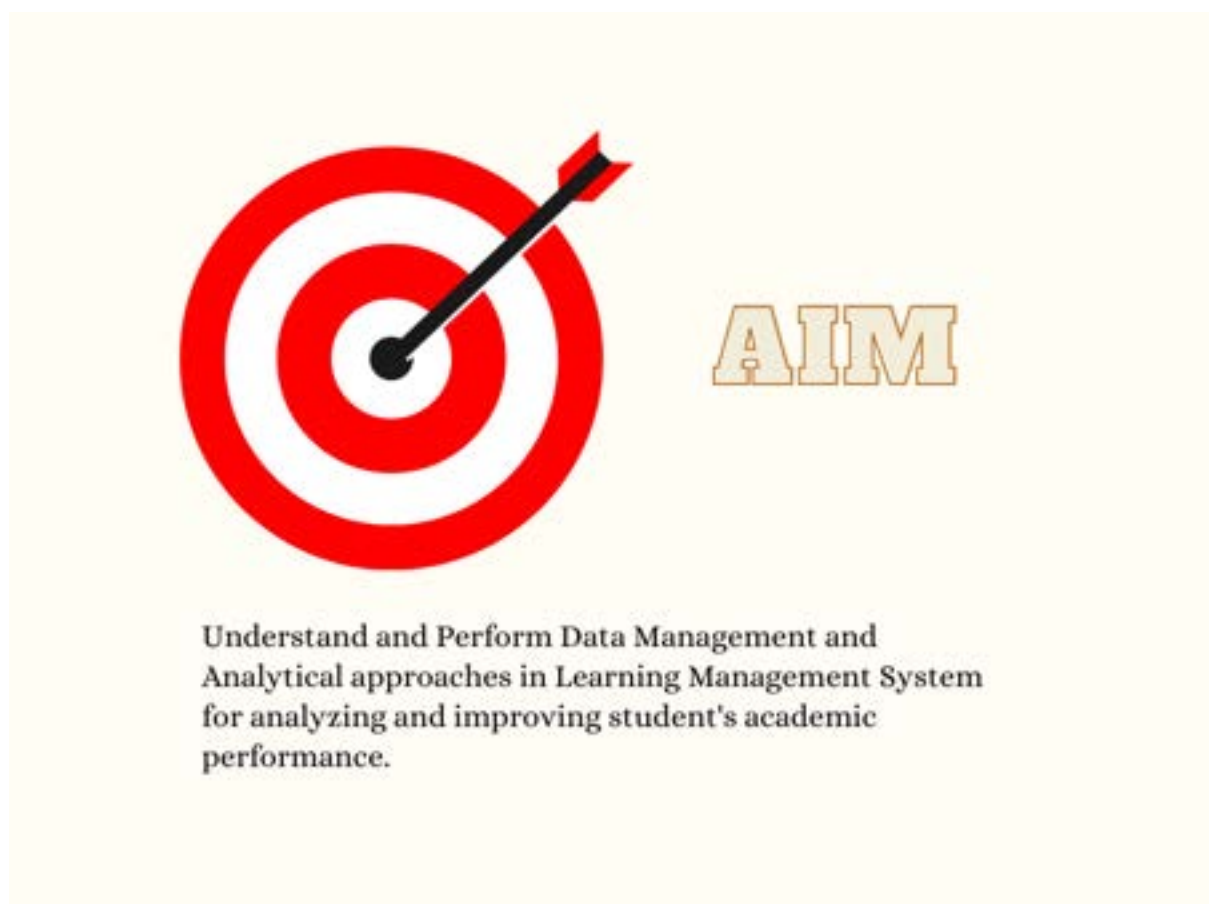 AIM
Understand and Perform Data Management and
Analytical approaches in Learning Management System
for analyzing and improving student's academic
performance.